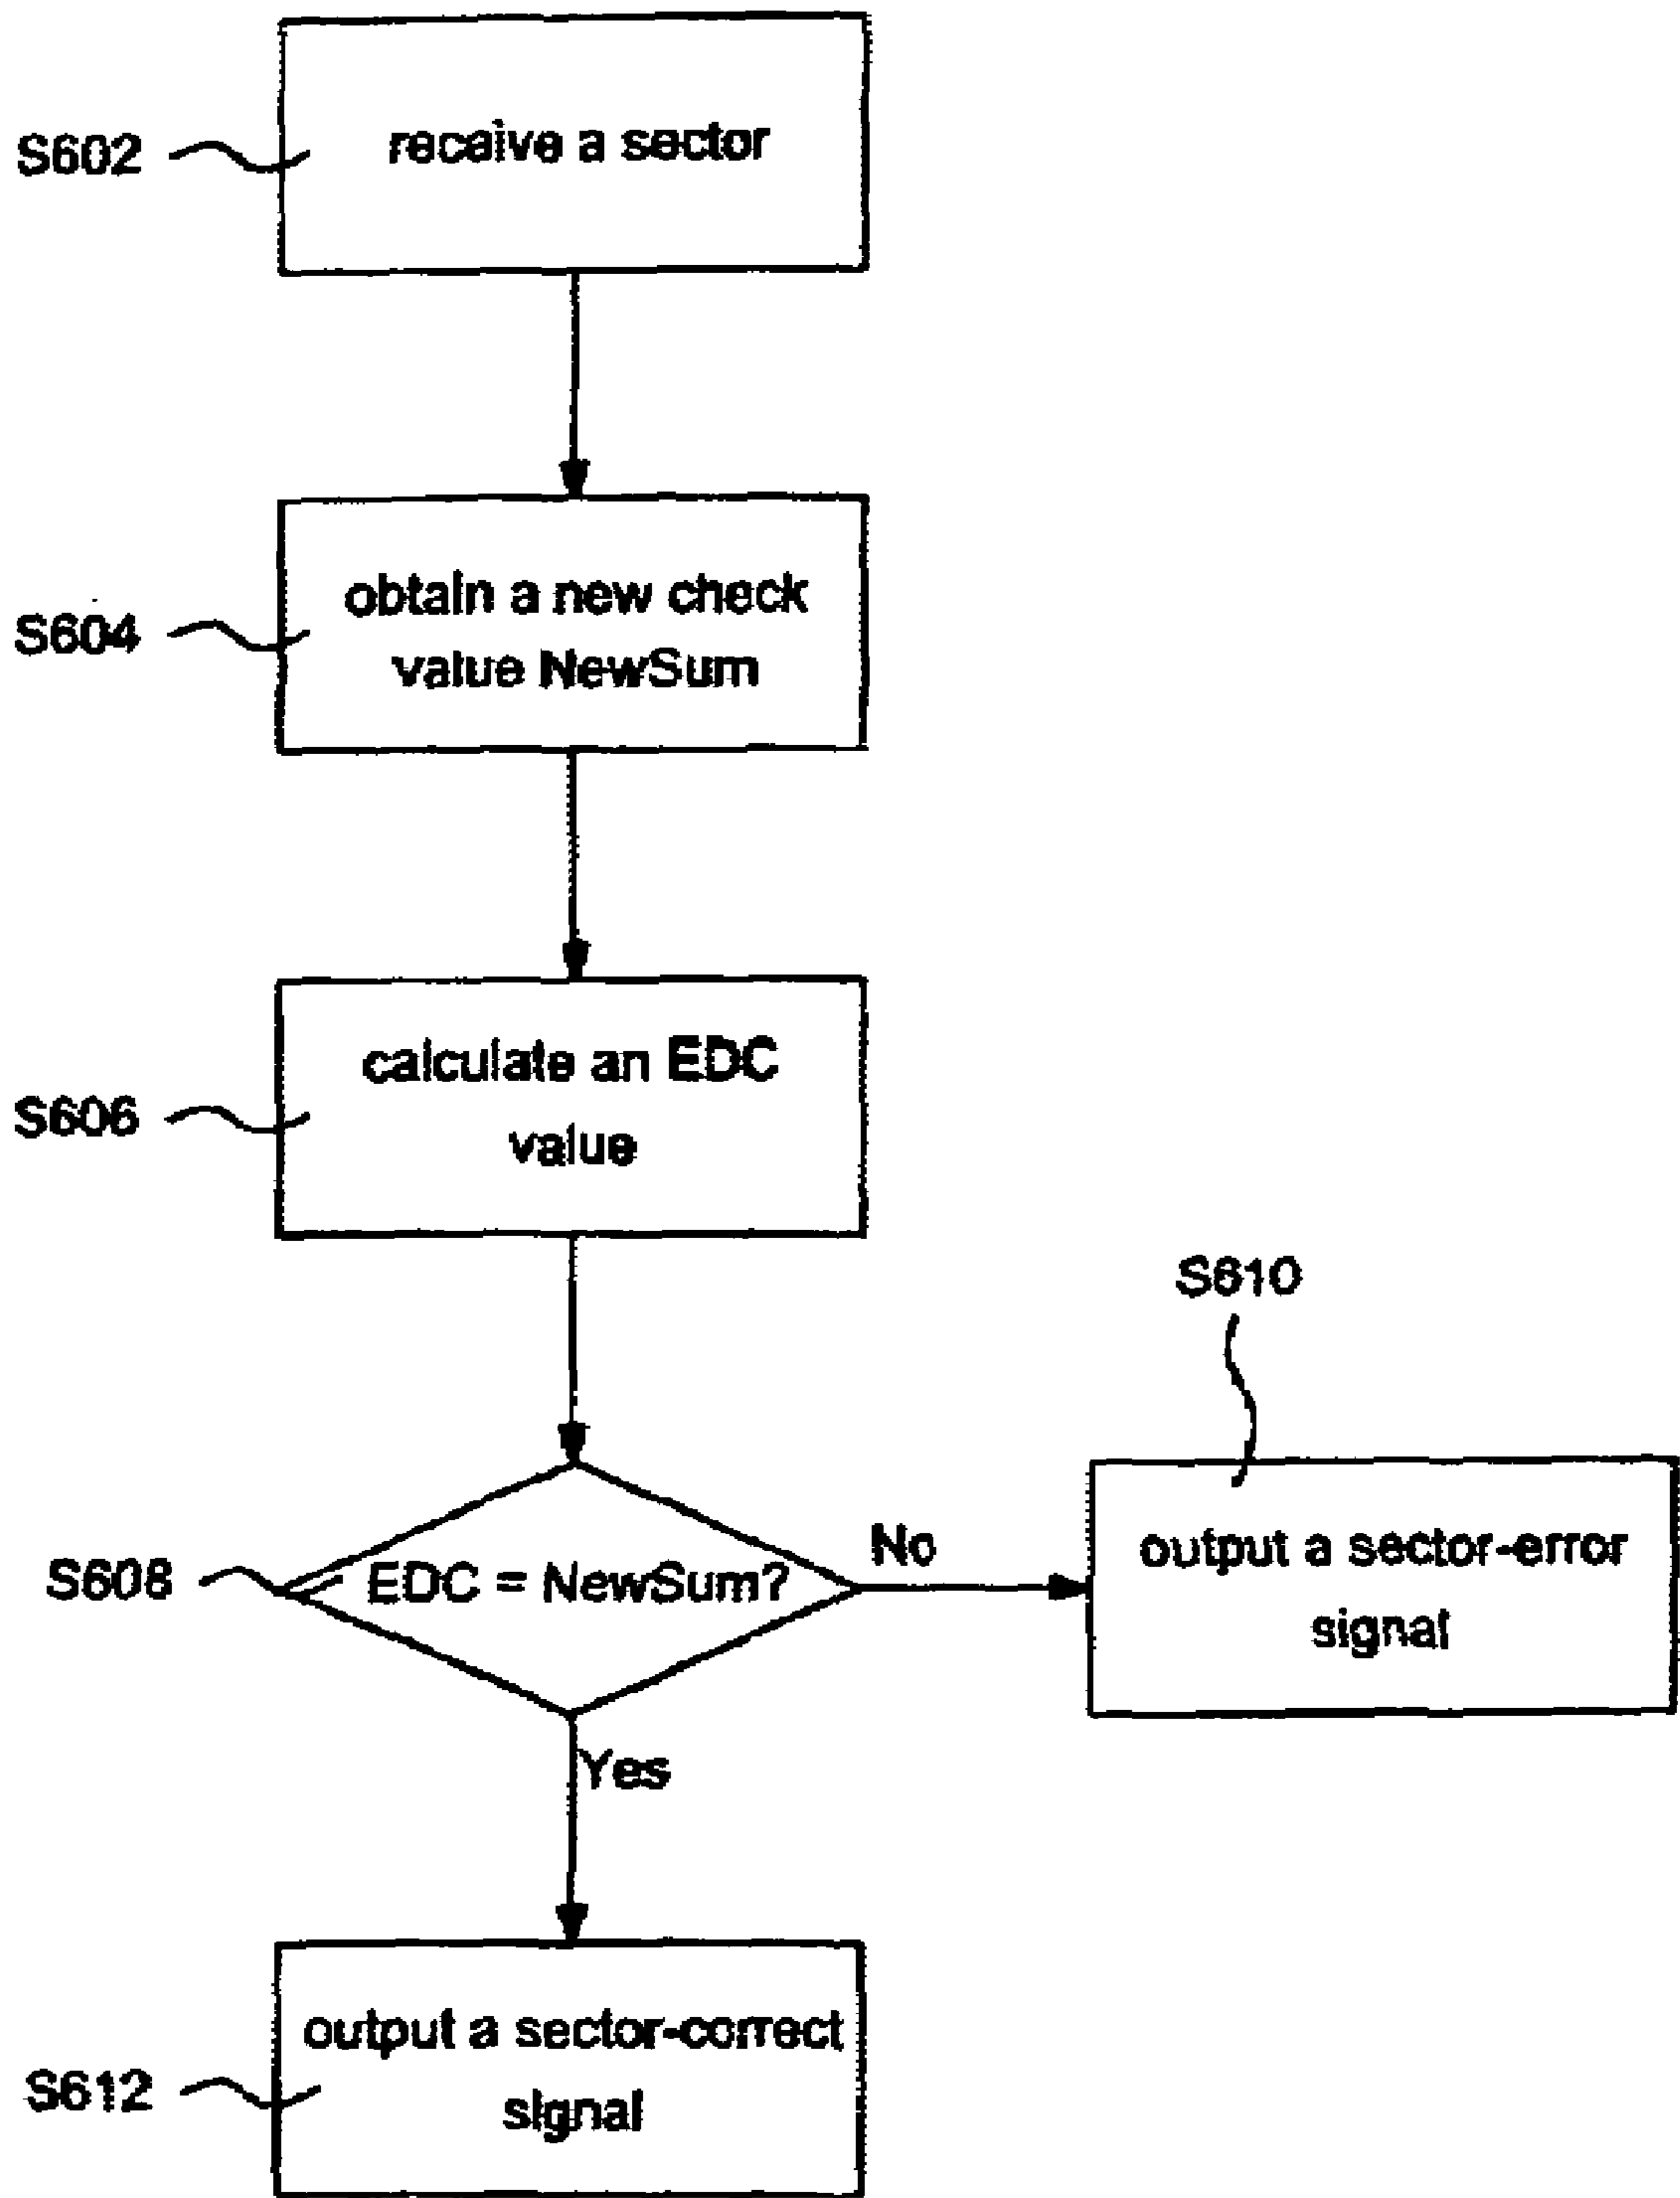 S602
receive a sector
S604
obtain a new check
value NewSum
S606
calculate an EDC
value
S608
EDC = NewSum?
No
S610
output a sector-error
signal
Yes
S612
output a sector-correct
signal